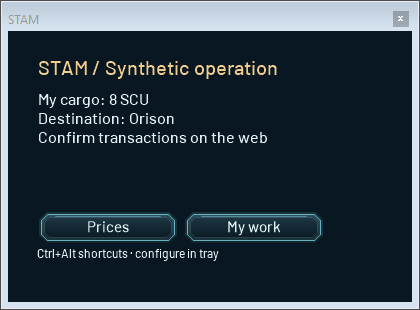 STAM
x
STAM / Synthetic operation
My cargo: 8 SCU
Destination: Orison
Confirm transactions on the web
Prices
My work
Ctrl+Alt shortcuts · configure in tray